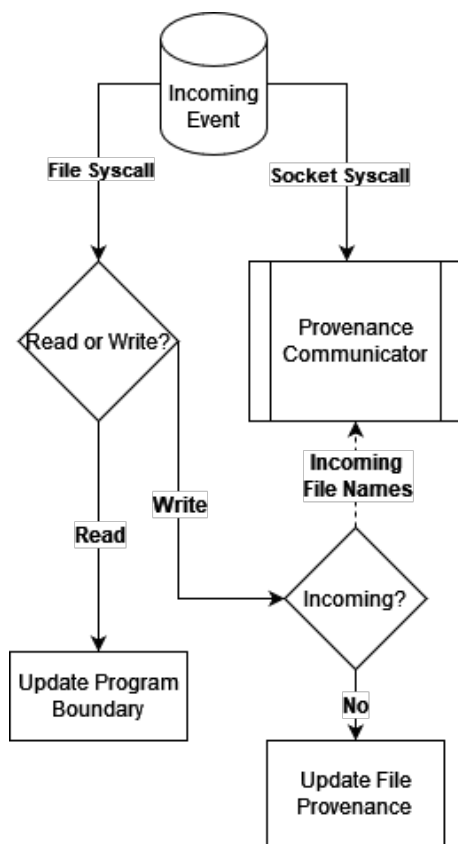 Incoming
Event
File Syscall
Socket Syscall
Read or Write?
Provenance
Communicator
Incoming
File Names
Write
Read
Incoming?
Update Program
Boundary
No
Update File
Provenance